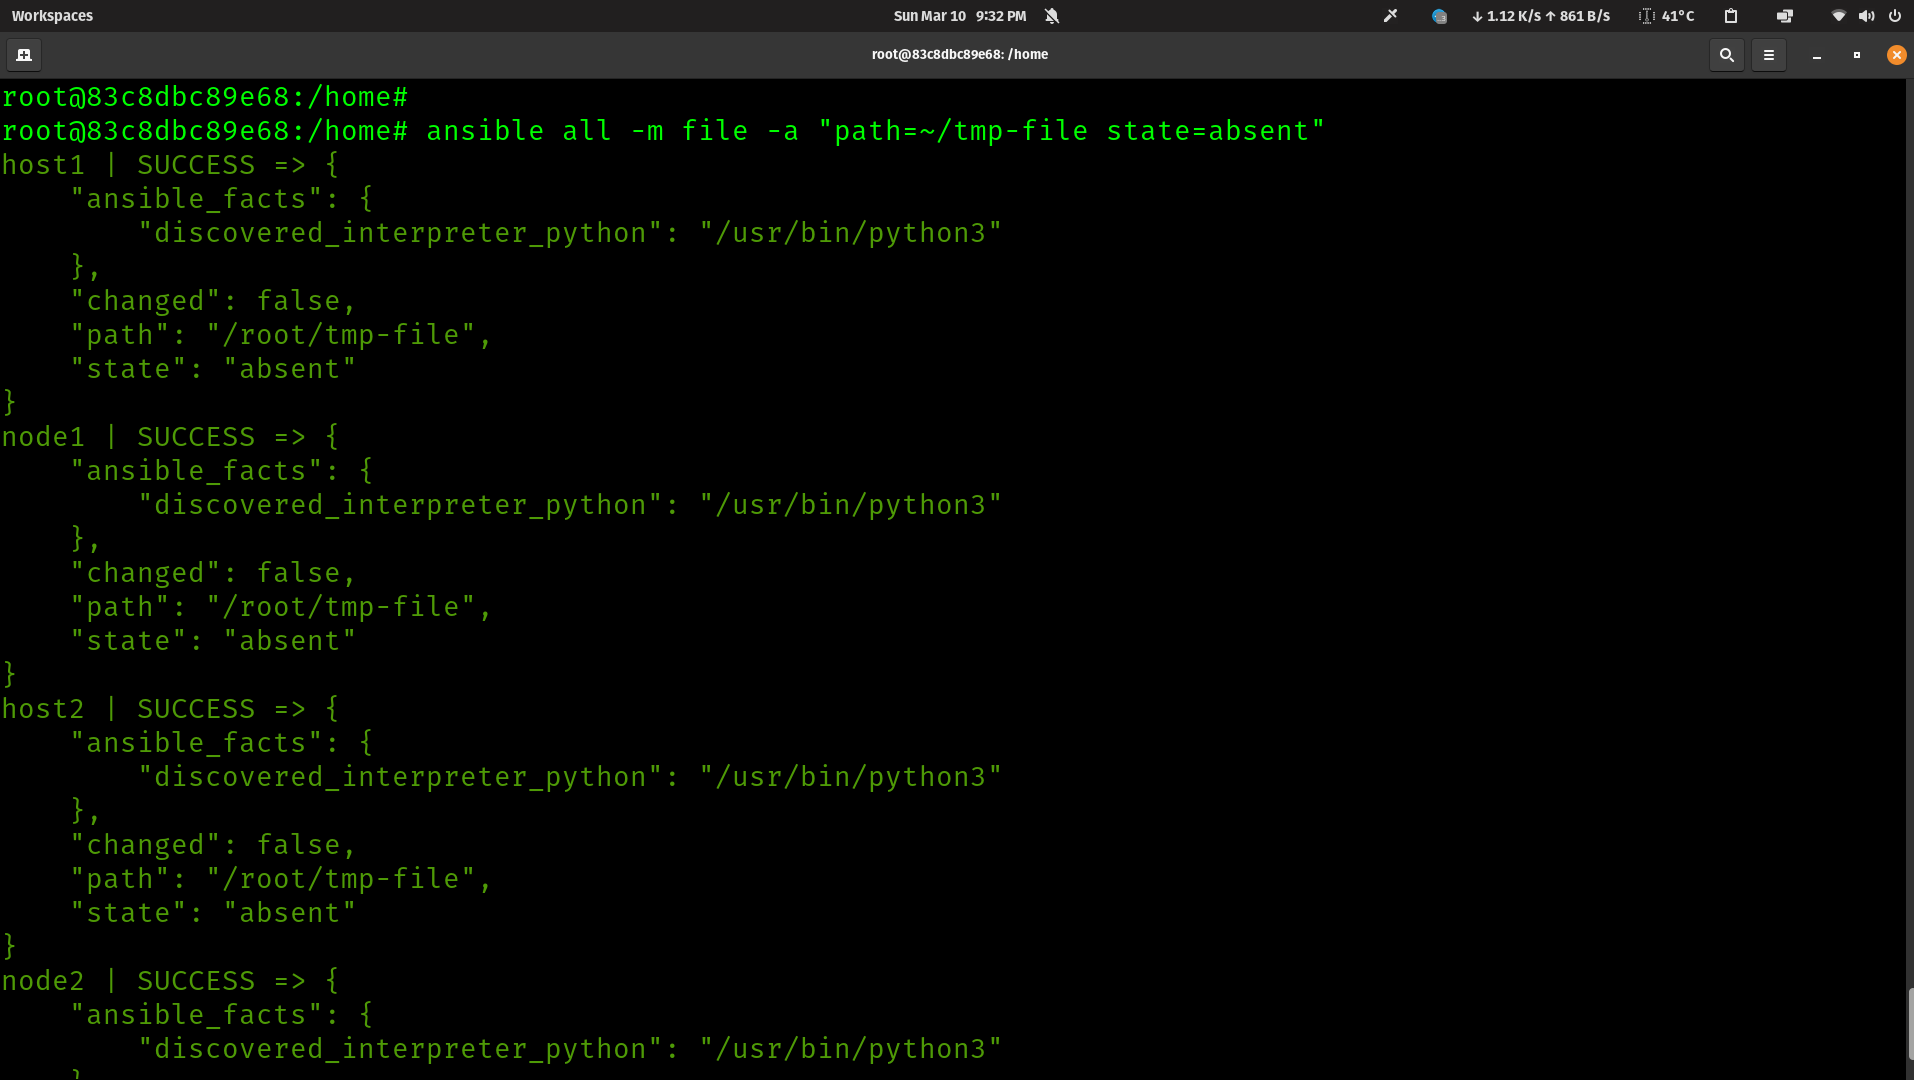 Workspaces
Sun Mar 10 9:32 PM
↓ 1.12 K/s ↑ 861 B/s
41°C
root@83c8dbc89e68: /home
root@83c8dbc89e68:/home#
root@83c8dbc89e68:/home# ansible all -m file -a "path=~/tmp-file state=absent"
host1 | SUCCESS => {
    "ansible_facts": {
        "discovered_interpreter_python": "/usr/bin/python3"
    },
    "changed": false,
    "path": "/root/tmp-file",
    "state": "absent"
}
node1 | SUCCESS => {
    "ansible_facts": {
        "discovered_interpreter_python": "/usr/bin/python3"
    },
    "changed": false,
    "path": "/root/tmp-file",
    "state": "absent"
}
host2 | SUCCESS => {
    "ansible_facts": {
        "discovered_interpreter_python": "/usr/bin/python3"
    },
    "changed": false,
    "path": "/root/tmp-file",
    "state": "absent"
}
node2 | SUCCESS => {
    "ansible_facts": {
        "discovered_interpreter_python": "/usr/bin/python3"